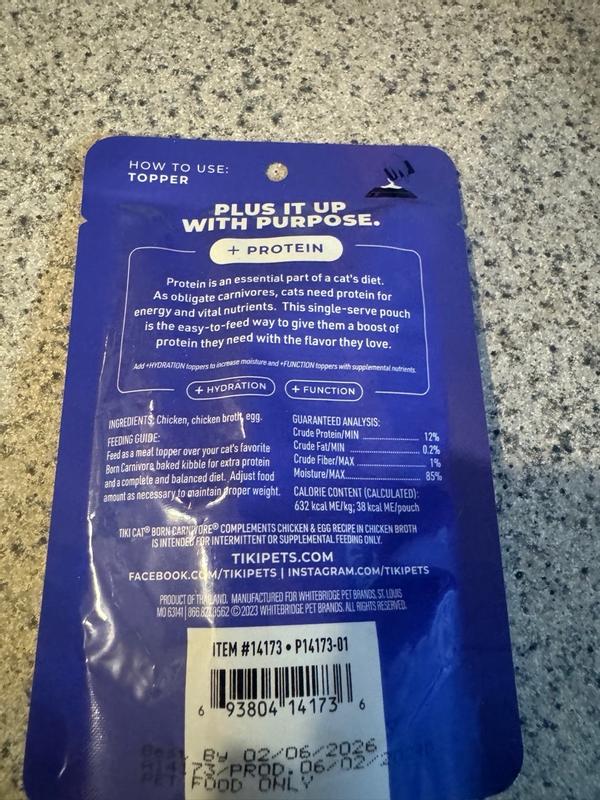 HOW TO USE:
TOPPER
PLUS IT UP
WITH PURPOSE.
+ PROTEIN
Protein is an essential part of a cat's diet.
As obligate carnivores, cats need protein for
energy and vital nutrients. This single-serve pouch
is the easy-to-feed way to give them a boost of
protein they need with the flavor they love.
Add +HYDRATION toppers to increase moisture and +FUNCTION toppers with supplemental nutrients.
+ HYDRATION
+ FUNCTION
INGREDIENTS: Chicken, chicken broth, egg.
FEEDING GUIDE:
Feed as a meat topper over your cat's favorite
Born Carnivore baked kibble for extra protein
and a complete and balanced diet. Adjust food
amount as necessary to maintain proper weight.
GUARANTEED ANALYSIS:
Crude Protein/MIN 12%
Crude Fat/MIN 0.2%
Crude Fiber/MAX 1%
Moisture/MAX 85%
CALORIE CONTENT (CALCULATED):
632 kcal ME/kg; 38 kcal ME/pouch
TIKI CAT® BORN CARNIVORE® COMPLEMENTS CHICKEN & EGG RECIPE IN CHICKEN BROTH
IS INTENDED FOR INTERMITTENT OR SUPPLEMENTAL FEEDING ONLY.
TIKIPETS.COM
FACEBOOK.COM/TIKIPETS | INSTAGRAM.COM/TIKIPETS
PRODUCT OF THAILAND. MANUFACTURED FOR WHITEBRIDGE PET BRANDS, ST. LOUIS
MO 63141 | ©2023 WHITEBRIDGE PET BRANDS. ALL RIGHTS RESERVED.
ITEM #14173 • P14173-01
6 93804 14173 6
Best By 02/06/2026
PROD. 06/02
PET FOOD ONLY